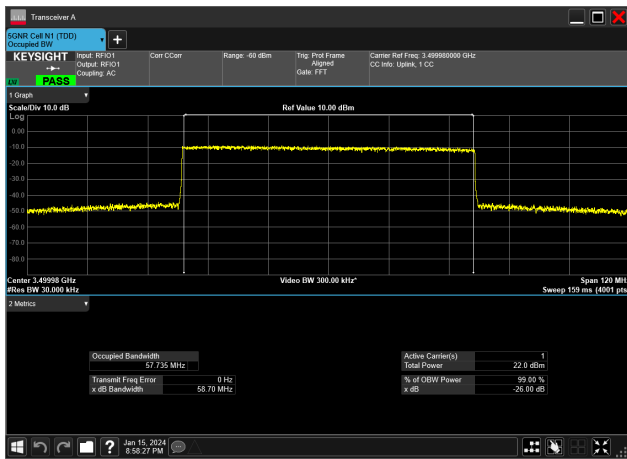 Transceiver A
5GNR Cell N1 (TDD)
Occupied BW
KEYSIGHT
Input: RFIO1
Output: RFIO1
Coupling: AC
Corr CCorr
Range: -60 dBm
Trig: Prot Frame
Aligned
Gate: FFT
Carrier Ref Freq: 3.499980000 GHz
CC Info: Uplink, 1 CC
PASS
1 Graph
Scale/Div 10.0 dB
Ref Value 10.00 dBm
Log
0.00
-10.0
-20.0
-30.0
-40.0
-50.0
-60.0
-70.0
-80.0
Center 3.49998 GHz
Video BW 300.00 kHz*
Span 120 MH
#Res BW 30.000 kHz
Sweep 159 ms (4001 pts
2 Metrics
Occupied Bandwidth
57.735 MHz
Transmit Freq Error 0 Hz
x dB Bandwidth 58.70 MHz
Active Carrier(s) 1
Total Power 22.0 dBm
% of OBW Power 99.00 %
x dB -26.00 dB
?
Jan 15, 2024
8:58:27 PM